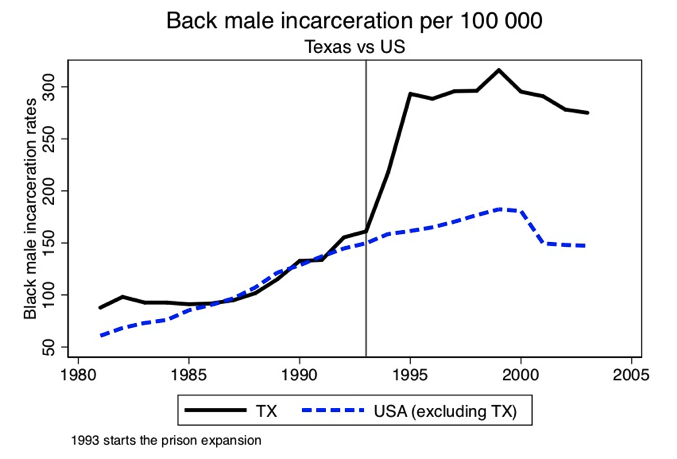 Back male incarceration per 100 000
Texas vs US
Black male incarceration rates
300
250
200
150
100
50
1980 1985 1990 1995 2000 2005
TX USA (excluding TX)
1993 starts the prison expansion